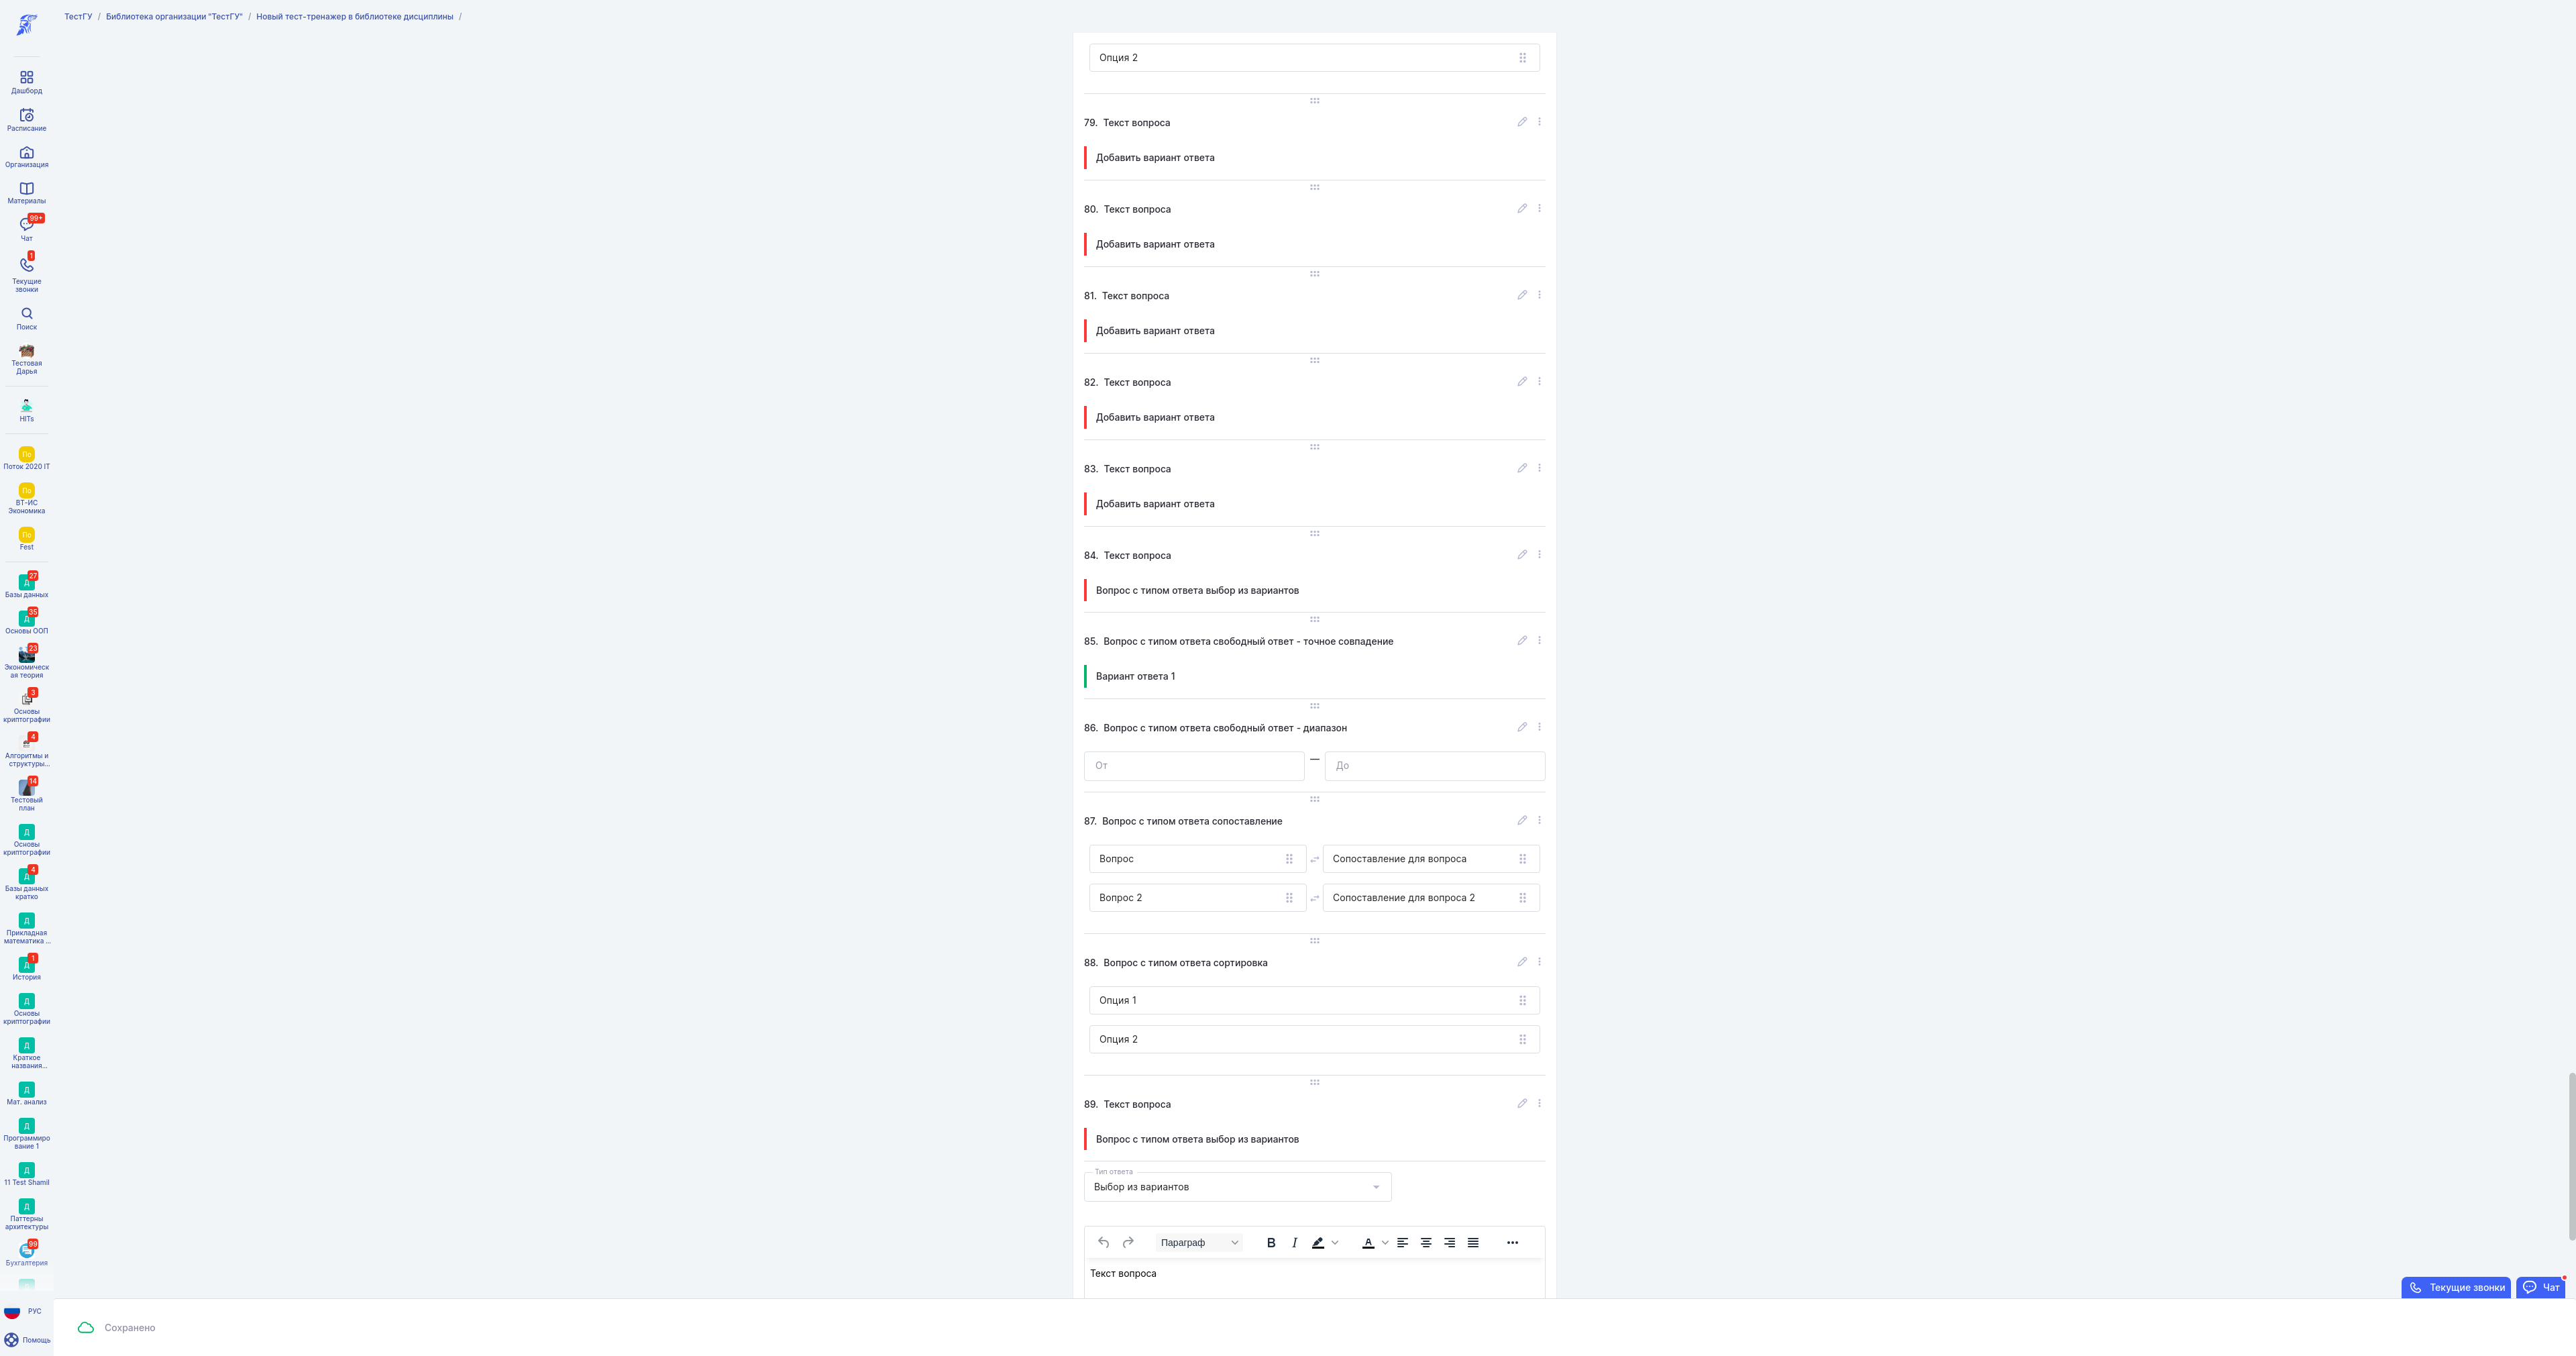 ТестГУ / Библиотека организации "ТестГУ" / Новый тест-тренажер в библиотеке дисциплины /
Дашборд
Расписание
Организация
Материалы
99+
Чат
1
Текущие
звонки
Поиск
Тестовая
Дарья
HITs
По
Поток 2020 IT
По
ВТ-ИС
Экономика
По
Fest
Д
27
Базы данных
Д
35
Основы ООП
23
Экономическ
ая теория
3
Основы
криптографии
4
Алгоритмы и
структуры...
14
Тестовый
план
Д
Основы
криптографии
Д
4
Базы данных
кратко
Д
Прикладная
математика ...
Д
1
История
Д
Основы
криптографии
Д
Краткое
названия...
Д
Мат. анализ
Д
Программиро
вание 1
Д
11 Test Shamil
Д
Паттерны
архитектуры
99
Бухгалтерия
РУС
Помощь
Опция 2
79. Текст вопроса
Добавить вариант ответа
80. Текст вопроса
Добавить вариант ответа
81. Текст вопроса
Добавить вариант ответа
82. Текст вопроса
Добавить вариант ответа
83. Текст вопроса
Добавить вариант ответа
84. Текст вопроса
Вопрос с типом ответа выбор из вариантов
85. Вопрос с типом ответа свободный ответ - точное совпадение
Вариант ответа 1
86. Вопрос с типом ответа свободный ответ - диапазон
От — До
87. Вопрос с типом ответа сопоставление
Вопрос Сопоставление для вопроса
Вопрос 2 Сопоставление для вопроса 2
88. Вопрос с типом ответа сортировка
Опция 1
Опция 2
89. Текст вопроса
Вопрос с типом ответа выбор из вариантов
Тип ответа
Выбор из вариантов
Параграф B I A
Текст вопроса
Текущие звонки
Чат
Сохранено